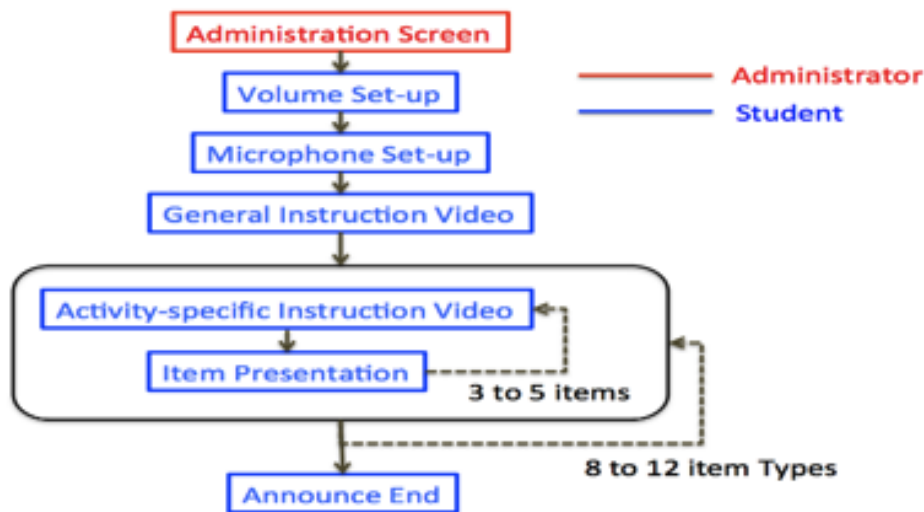 Administration Screen
Volume Set-up
Administrator
Student
Microphone Set-up
General Instruction Video
Activity-specific Instruction Video
Item Presentation
3 to 5 items
8 to 12 item Types
Announce End